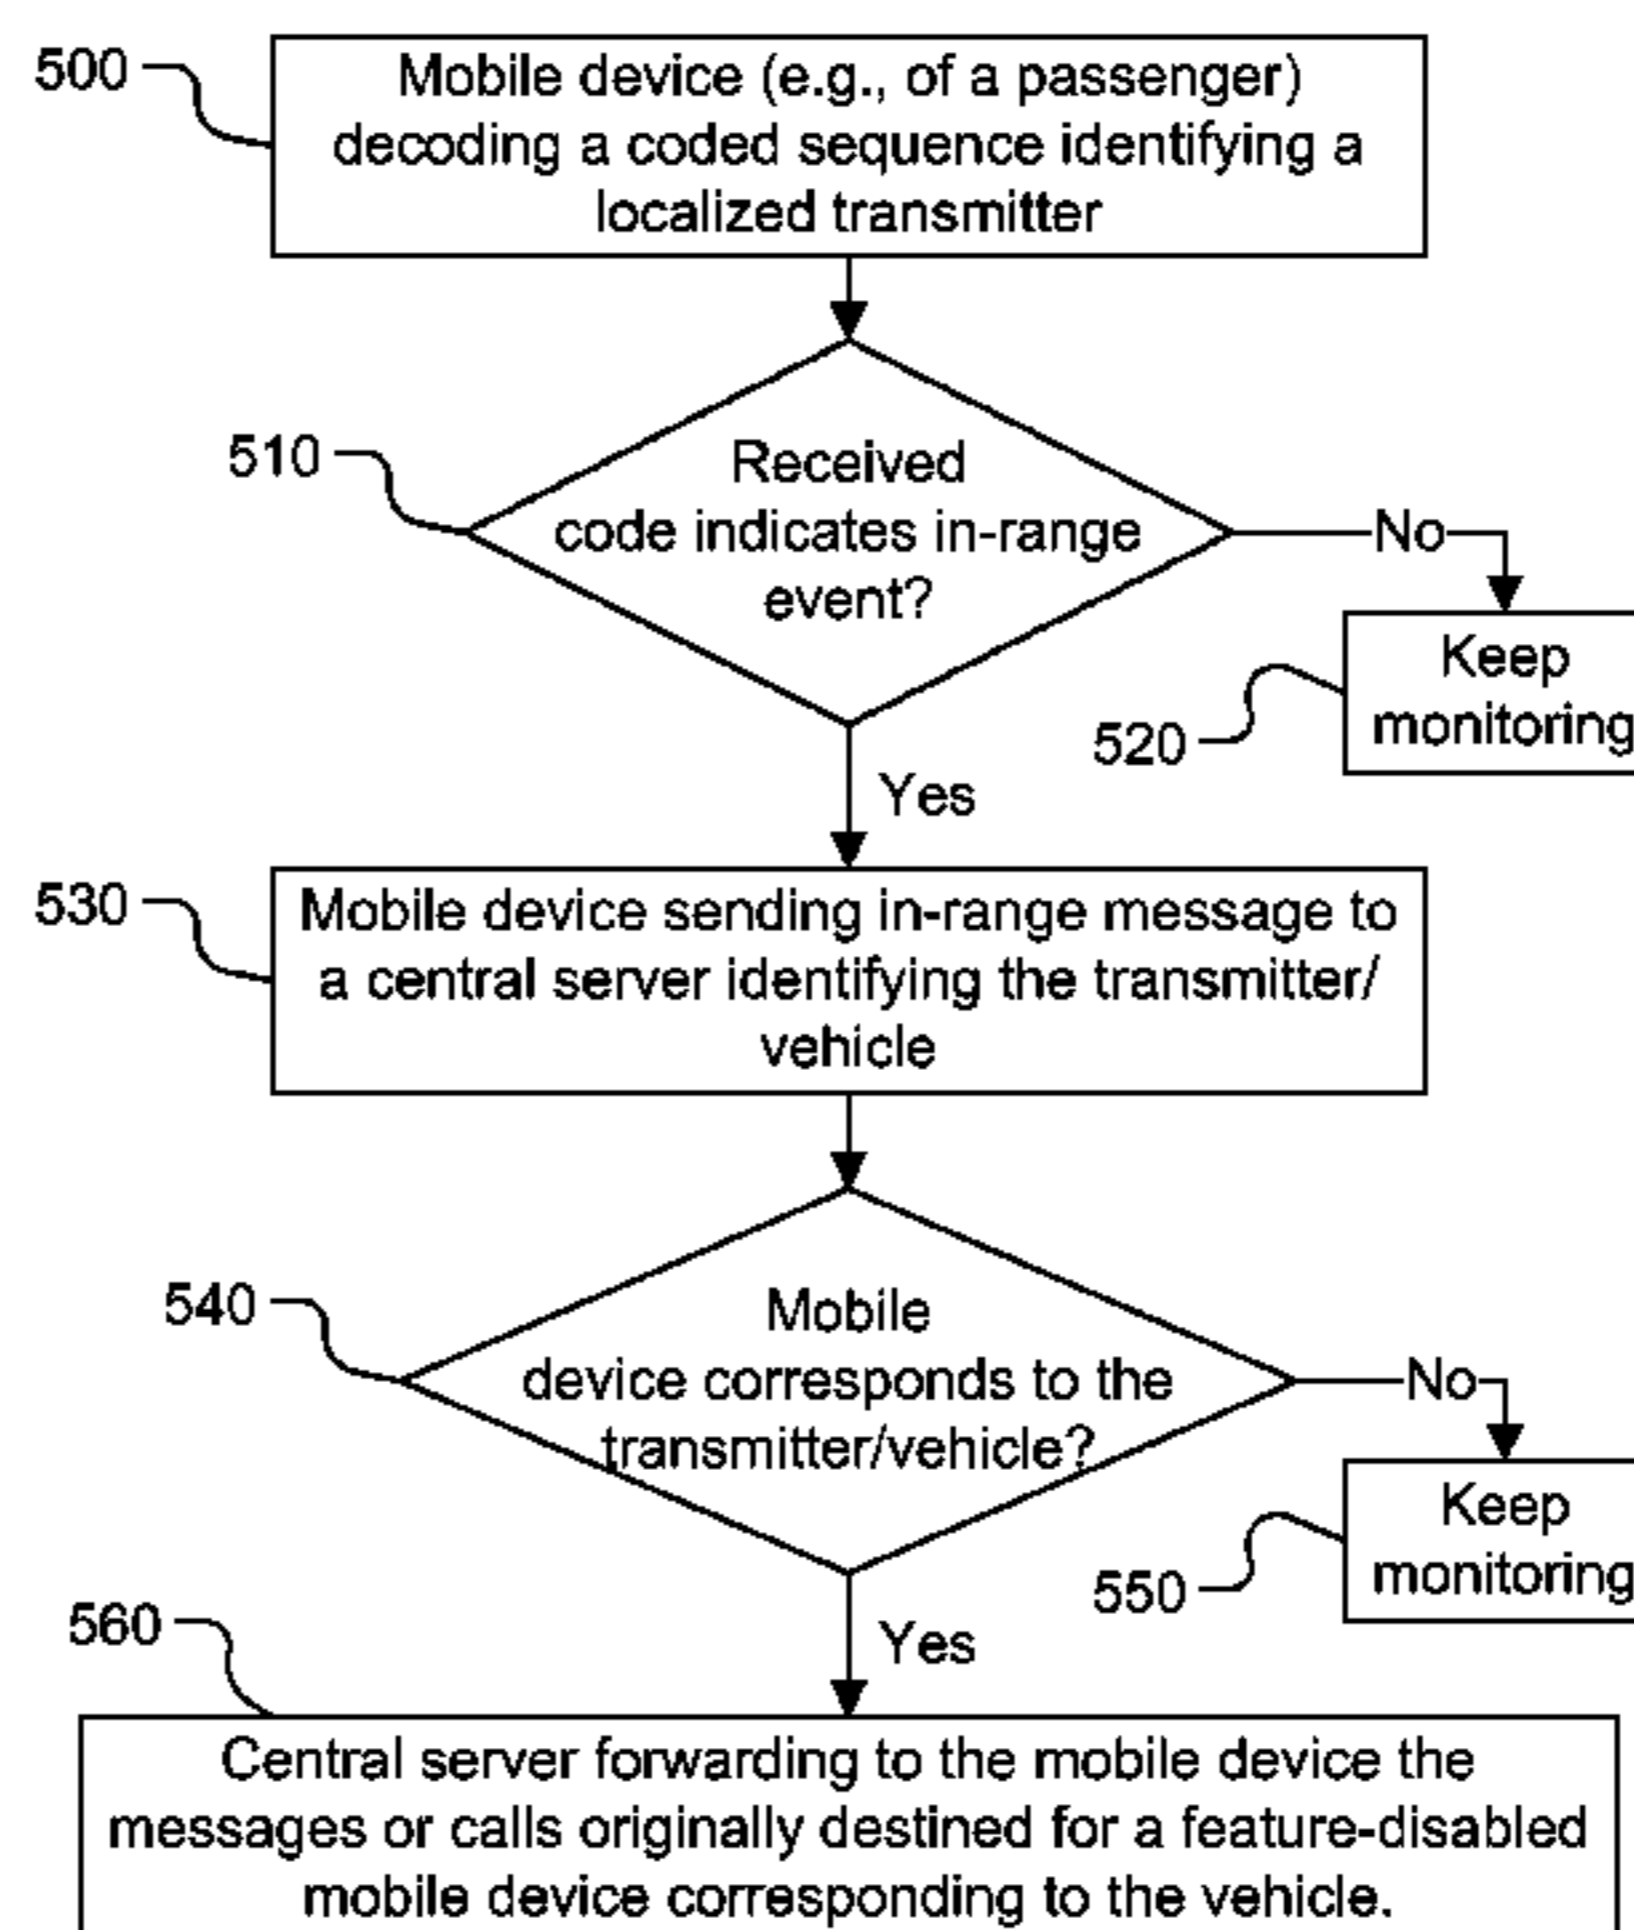 500
Mobile device (e.g., of a passenger)
decoding a coded sequence identifying a
localized transmitter
510
Received
code indicates in-range
event?
No
Keep
monitoring
520
Yes
530
Mobile device sending in-range message to
a central server identifying the transmitter/
vehicle
540
Mobile
device corresponds to the
transmitter/vehicle?
No
Keep
monitoring
550
Yes
560
Central server forwarding to the mobile device the
messages or calls originally destined for a feature-disabled
mobile device corresponding to the vehicle.